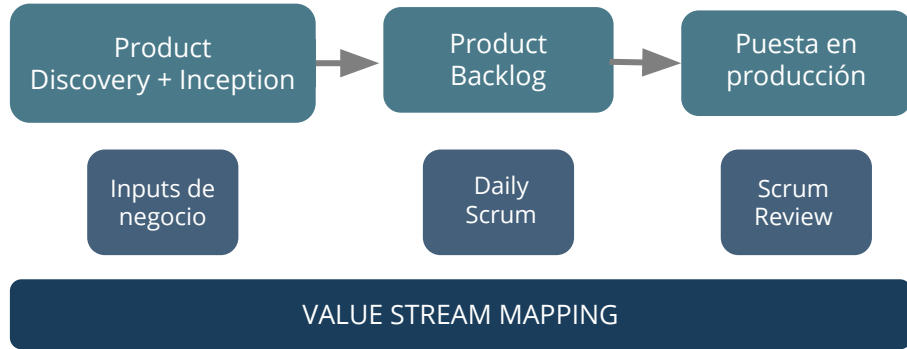 Product
Discovery + Inception
Product
Backlog
Puesta en
producción
Inputs de
negocio
Daily
Scrum
Scrum
Review
VALUE STREAM MAPPING